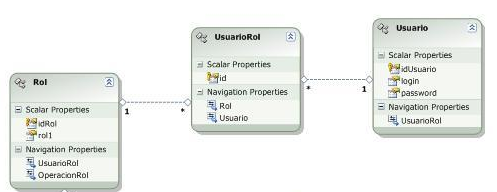 Rol
Scalar Properties
idRol
rol1
Navigation Properties
UsuarioRol
OperacionRol
1
*
UsuarioRol
Scalar Properties
id
Navigation Properties
Rol
Usuario
*
1
Usuario
Scalar Properties
idUsuario
login
password
Navigation Properties
UsuarioRol